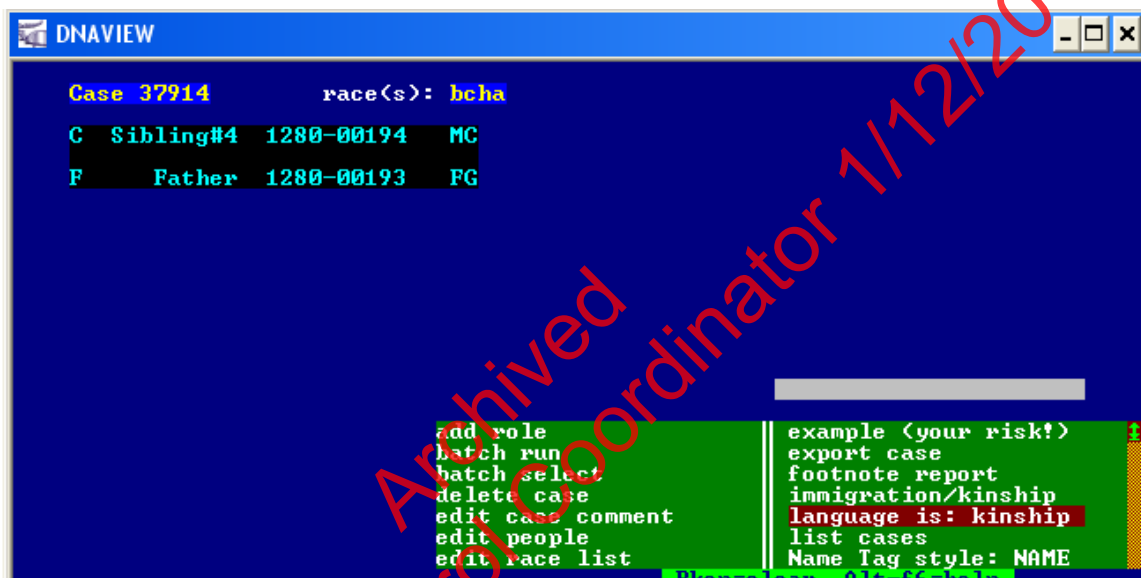 DNAVIEW
Case 37914 race(s): bcha
C Sibling#4 1280-00194 MC
F Father 1280-00193 FG
add role
batch run
batch select
delete case
edit case comment
edit people
edit race list
example (your risk!)
export case
footnote report
immigration/kinship
language is: kinship
list cases
Name Tag style: NAME
Archived
Coordinator 1/12/20